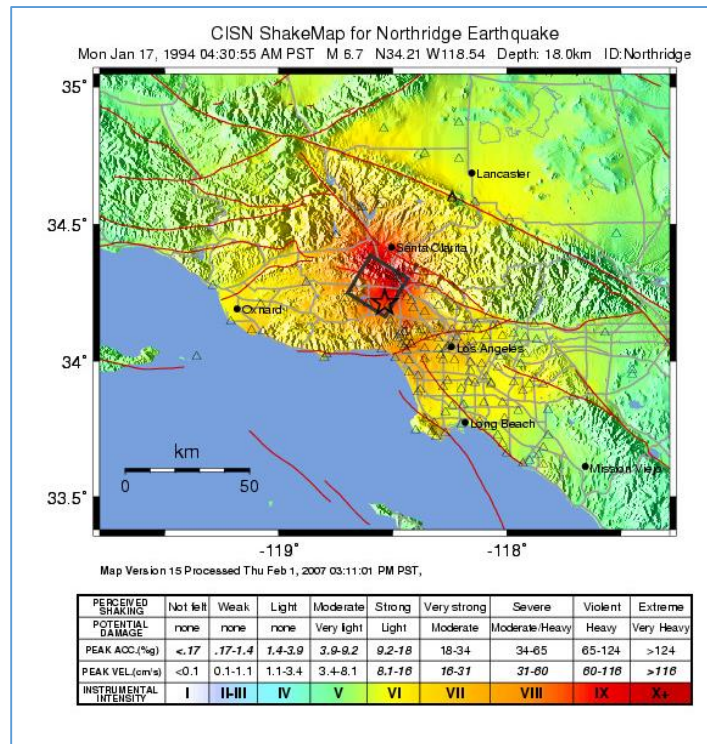 CISN ShakeMap for Northridge Earthquake
Mon Jan 17, 1994 04:30:55 AM PST M 6.7 N34.21 W118.54 Depth: 18.0km ID:Northridge
35°
Lancaster
34.5°
Santa Clarita
Oxnard
34°
Los Angeles
Long Beach
km
Mission Viejo
0 50
33.5°
-119° -118°
Map Version 15 Processed Thu Feb 1, 2007 03:11:01 PM PST,
PERCEIVED SHAKING Not felt Weak Light Moderate Strong Very strong Severe Violent Extreme
POTENTIAL DAMAGE none none none Very light Light Moderate Moderate/Heavy Heavy Very Heavy
PEAK ACC.(%g) <.17 .17-1.4 1.4-3.9 3.9-9.2 9.2-18 18-34 34-65 65-124 >124
PEAK VEL.(cm/s) <0.1 0.1-1.1 1.1-3.4 3.4-8.1 8.1-16 16-31 31-60 60-116 >116
INSTRUMENTAL INTENSITY I II-III IV V VI VII VIII IX X+